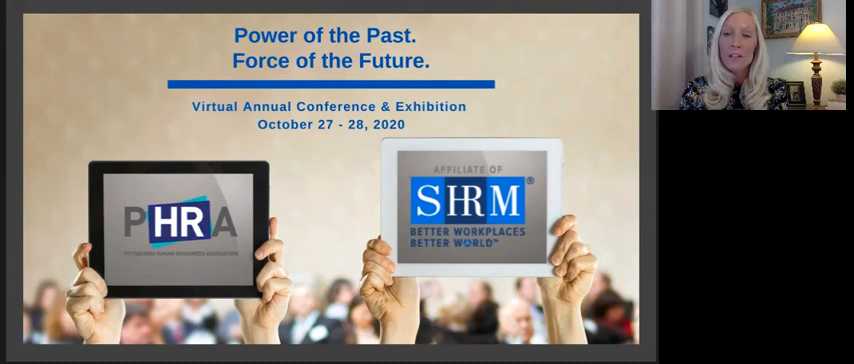 Power of the Past.
Force of the Future.
Virtual Annual Conference & Exhibition
October 27 - 28, 2020
PHRA
PITTSBURGH HUMAN RESOURCES ASSOCIATION
AFFILIATE OF
SHRM®
BETTER WORKPLACES
BETTER WORLD™